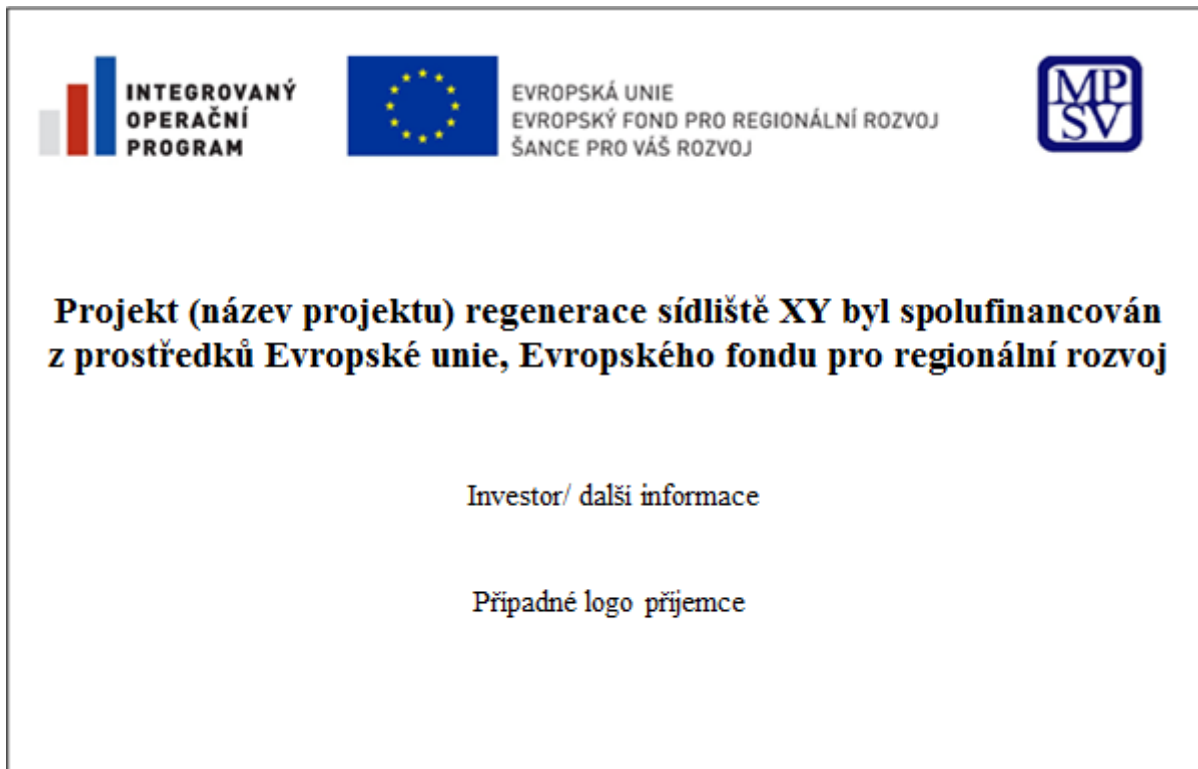 INTEGROVANÝ
OPERAČNÍ
PROGRAM
EVROPSKÁ UNIE
EVROPSKÝ FOND PRO REGIONÁLNÍ ROZVOJ
ŠANCE PRO VÁŠ ROZVOJ
MP
SV
Projekt (název projektu) regenerace sídliště XY byl spolufinancován
z prostředků Evropské unie, Evropského fondu pro regionální rozvoj
Investor/ další informace
Případné logo příjemce